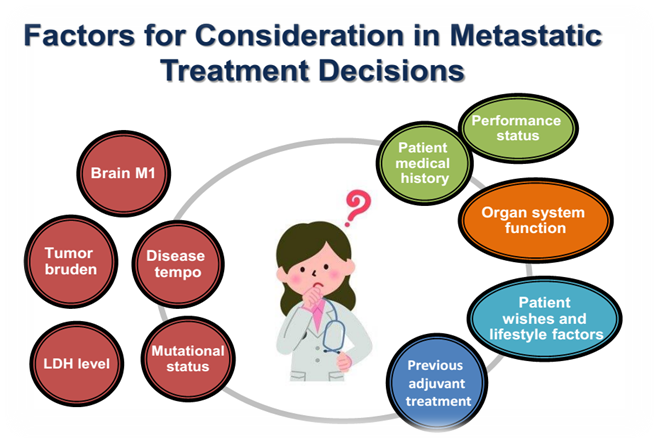 Factors for Consideration in Metastatic
Treatment Decisions
Brain M1
Tumor
bruden
Disease
tempo
LDH level
Mutational
status
Patient
medical
history
Performance
status
Organ system
function
Patient
wishes and
lifestyle factors
Previous
adjuvant
treatment
?